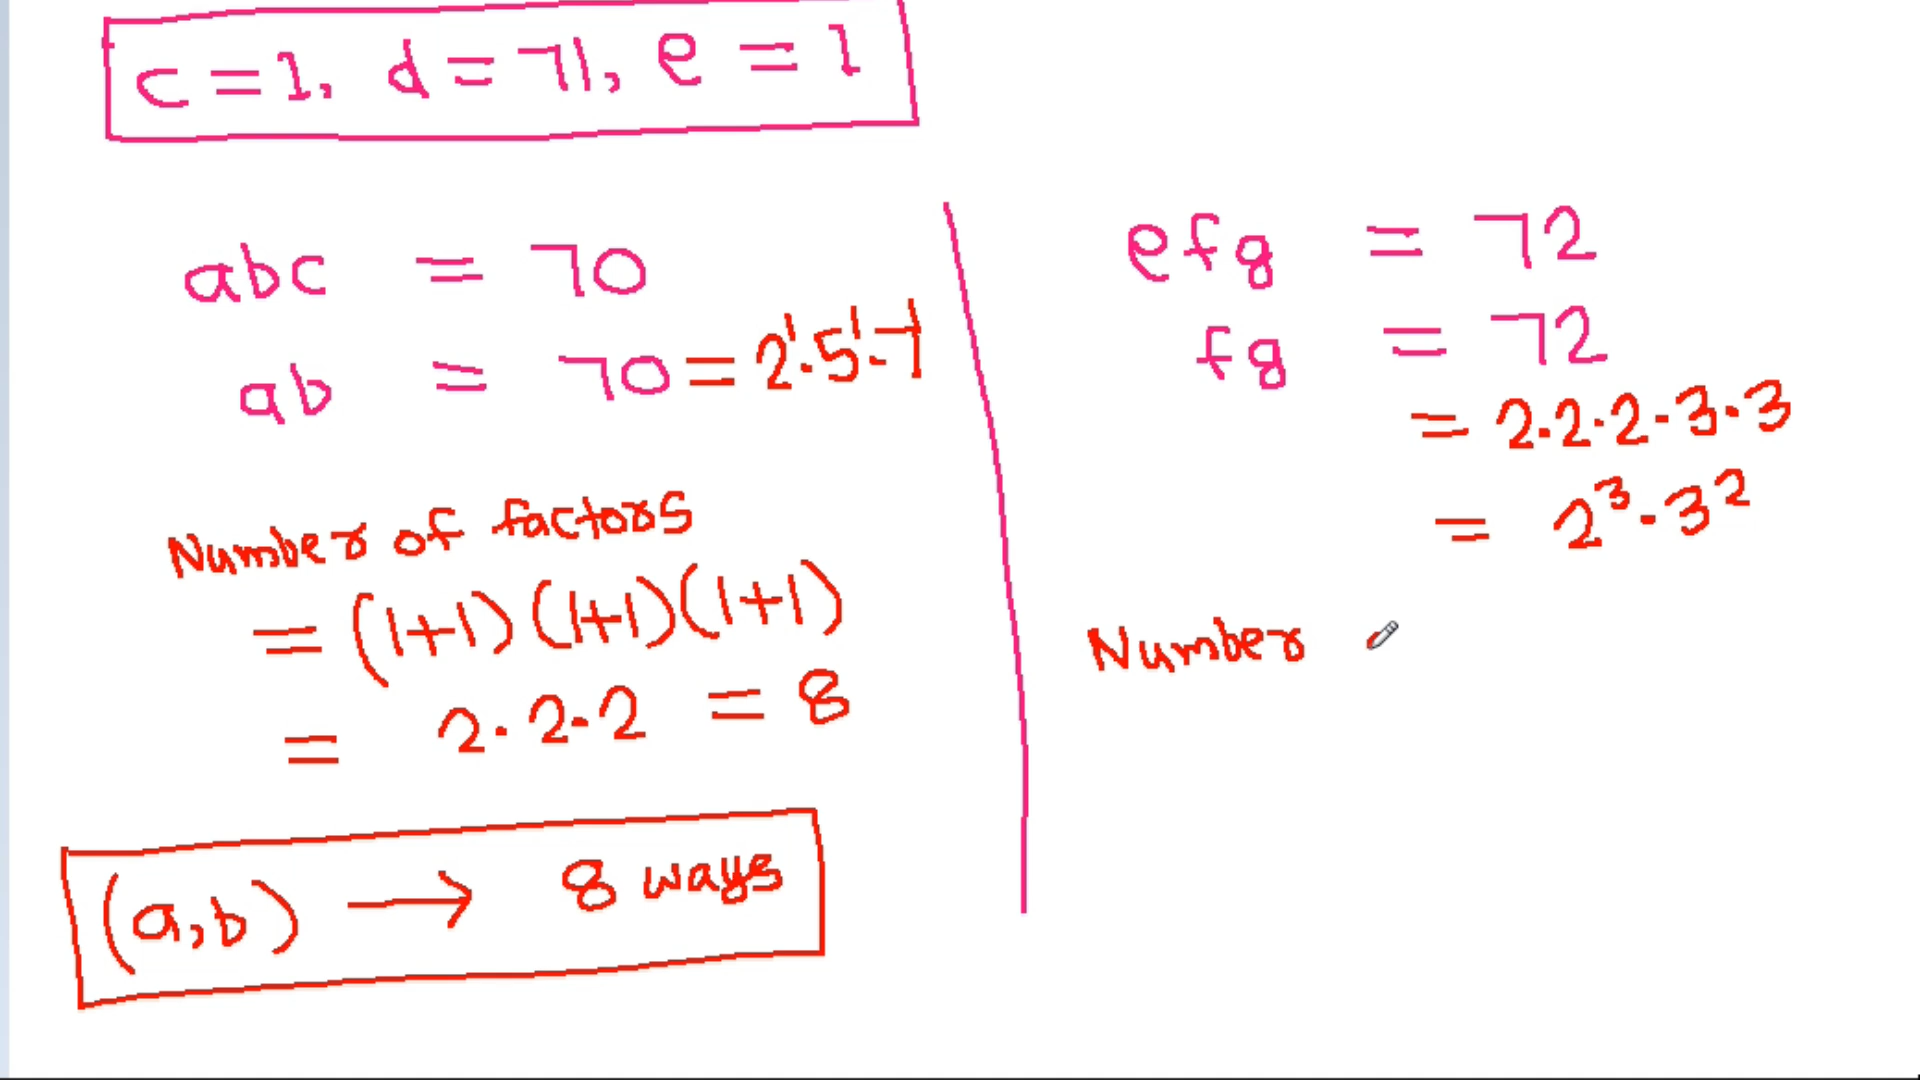 c = 1, d = 71, e = 1
abc = 70
ab = 70 = 2¹·5¹·7¹
Number of factors
= (1+1)(1+1)(1+1)
= 2·2·2 = 8
(a,b) → 8 ways
efg = 72
fg = 72
= 2·2·2·3·3
= 2³·3²
Number